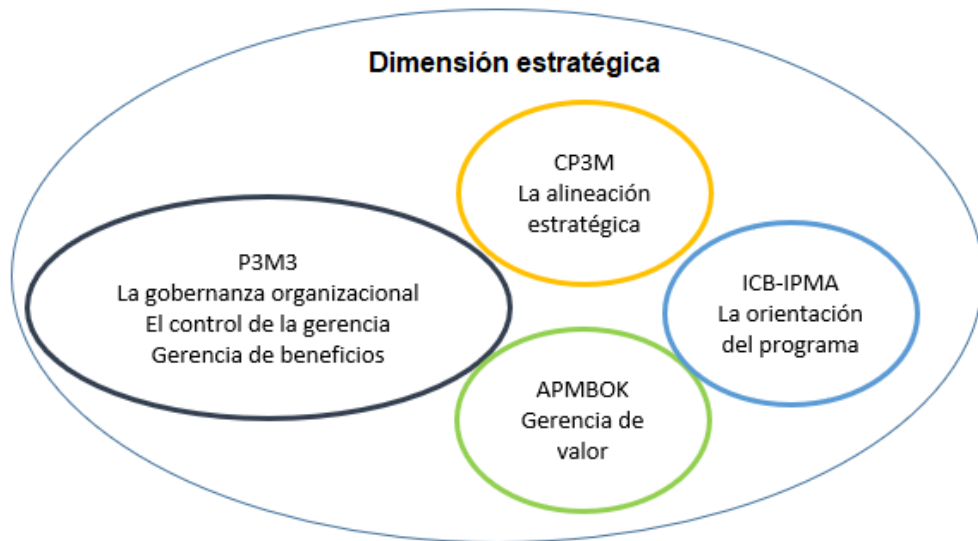 Dimensión estratégica
CP3M
La alineación
estratégica
P3M3
La gobernanza organizacional
El control de la gerencia
Gerencia de beneficios
ICB-IPMA
La orientación
del programa
APMBOK
Gerencia de
valor